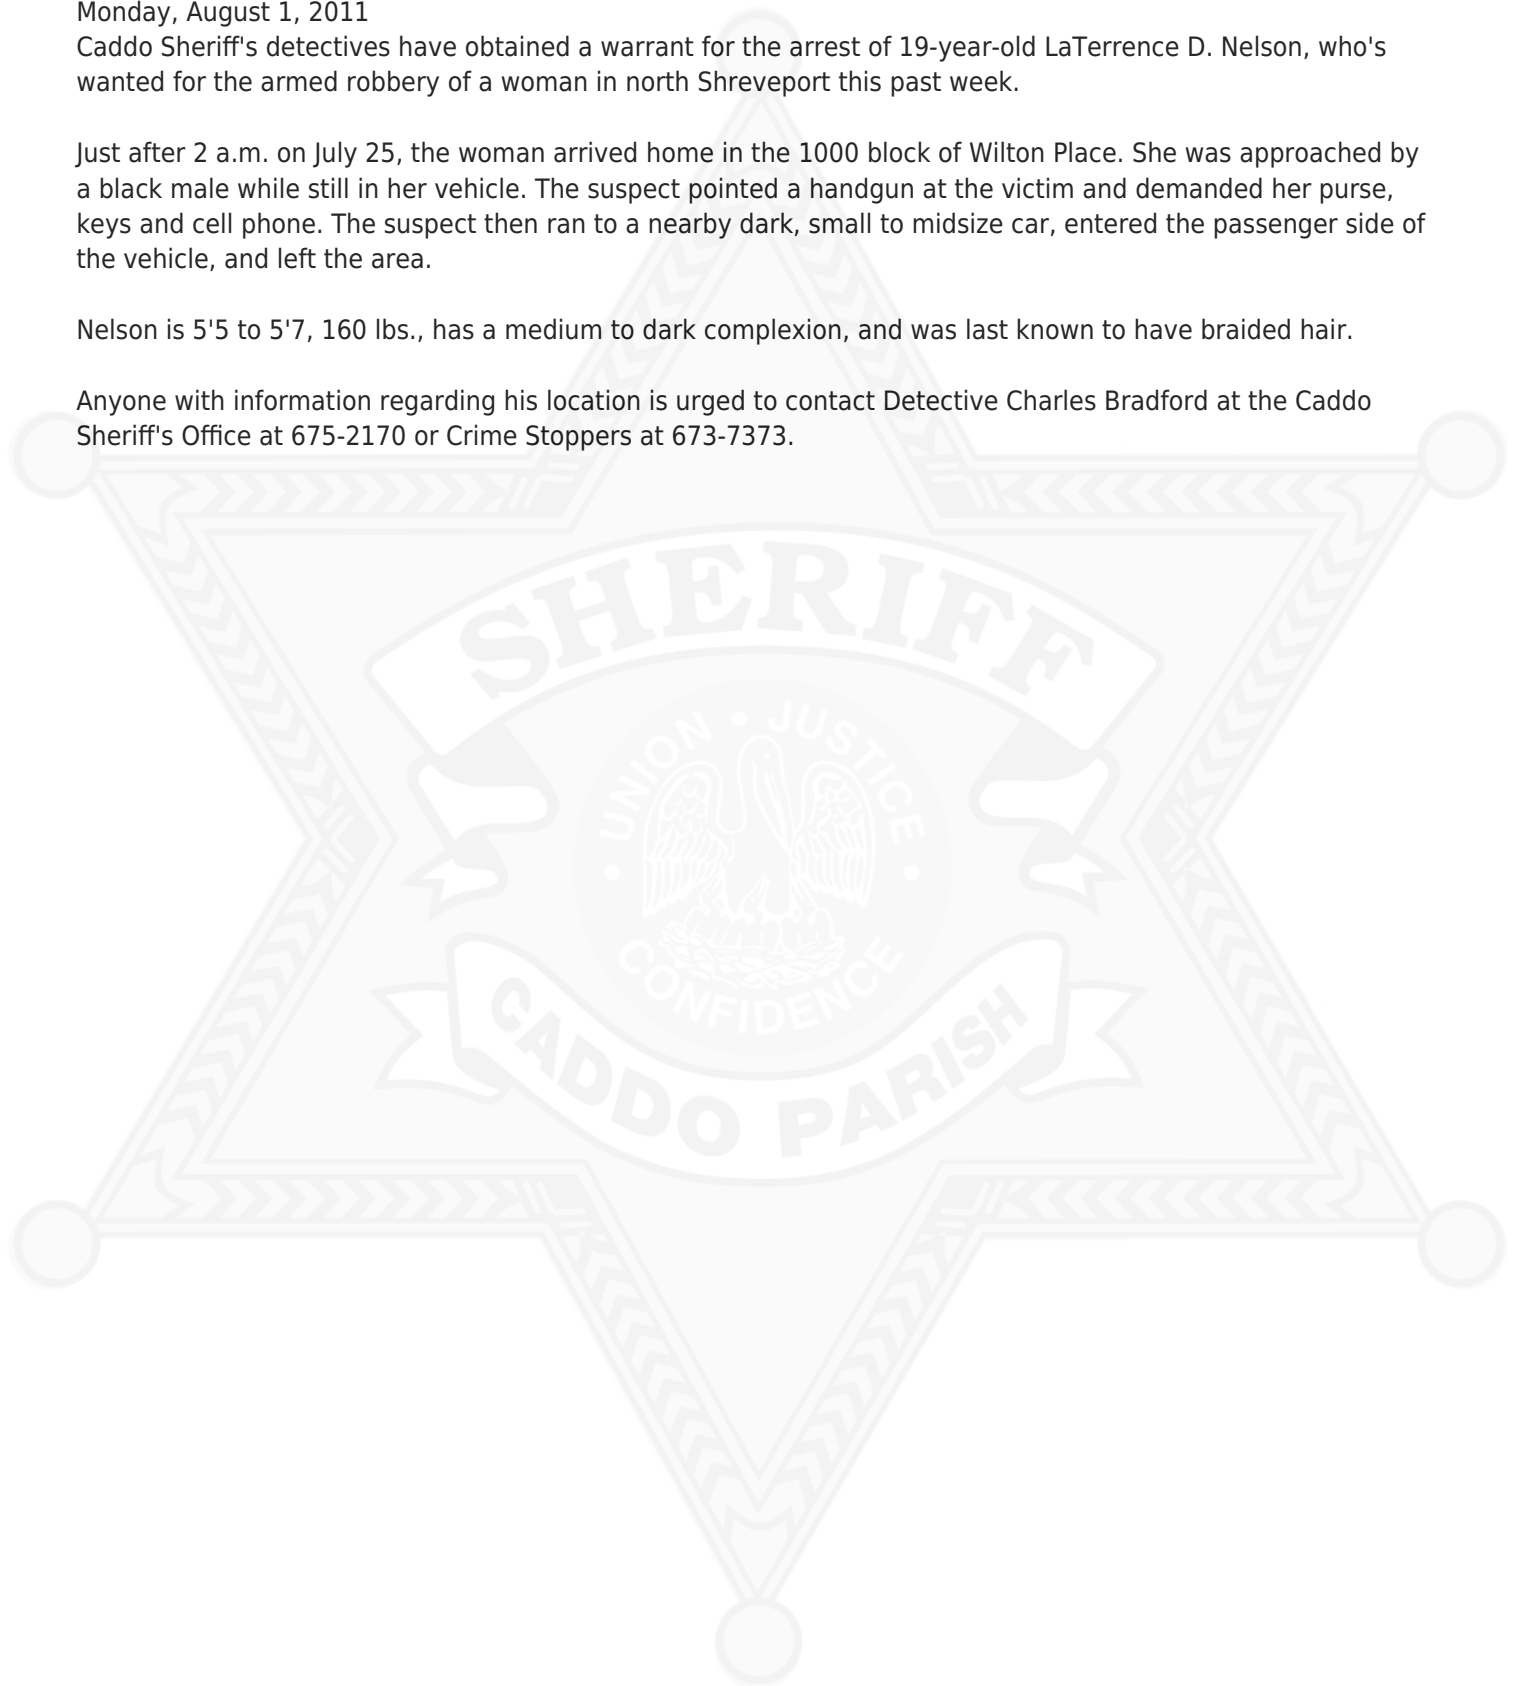 Monday, August 1, 2011
Caddo Sheriff's detectives have obtained a warrant for the arrest of 19-year-old LaTerrence D. Nelson, who's
wanted for the armed robbery of a woman in north Shreveport this past week.
Just after 2 a.m. on July 25, the woman arrived home in the 1000 block of Wilton Place. She was approached by
a black male while still in her vehicle. The suspect pointed a handgun at the victim and demanded her purse,
keys and cell phone. The suspect then ran to a nearby dark, small to midsize car, entered the passenger side of
the vehicle, and left the area.
Nelson is 5'5 to 5'7, 160 lbs., has a medium to dark complexion, and was last known to have braided hair.
Anyone with information regarding his location is urged to contact Detective Charles Bradford at the Caddo
Sheriff's Office at 675-2170 or Crime Stoppers at 673-7373.
SHERIFF
UNION • JUSTICE
• CONFIDENCE •
CADDO PARISH